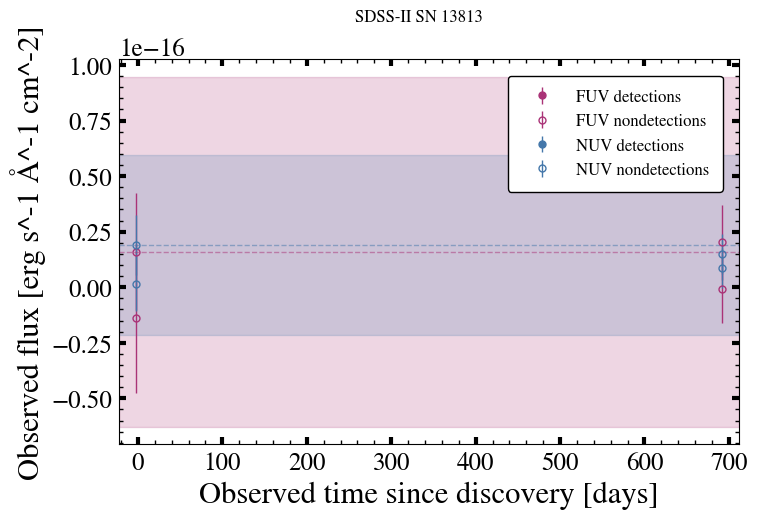 SDSS-II SN 13813
1e−16
Observed flux [erg s^-1 Å^-1 cm^-2]
1.00
0.75
0.50
0.25
0.00
−0.25
−0.50
FUV detections
FUV nondetections
NUV detections
NUV nondetections
0 100 200 300 400 500 600 700
Observed time since discovery [days]